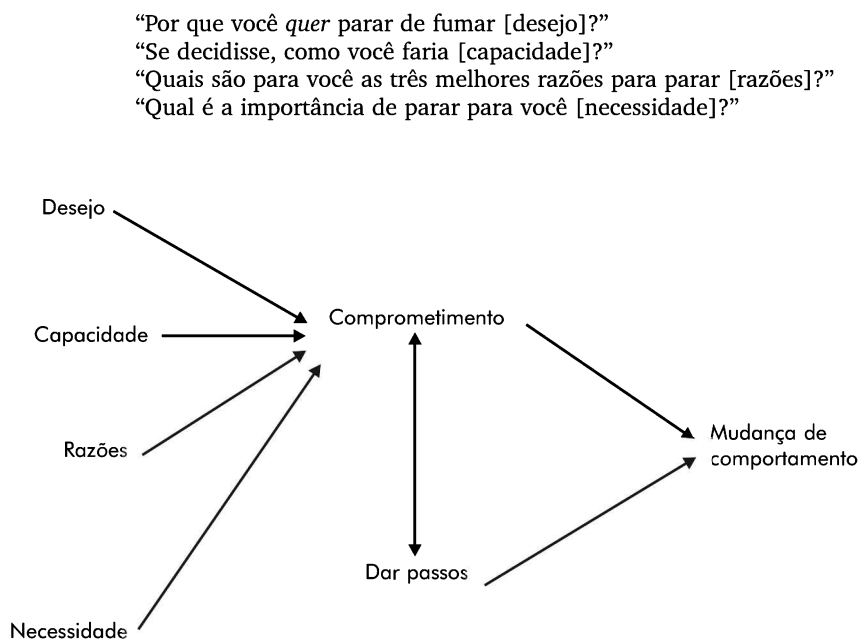 “Por que você quer parar de fumar [desejo]?”
“Se decidisse, como você faria [capacidade]?”
“Quais são para você as três melhores razões para parar [razões]?”
“Qual é a importância de parar para você [necessidade]?”
Desejo
Comprometimento
Capacidade
Razões
Mudança de
comportamento
Dar passos
Necessidade